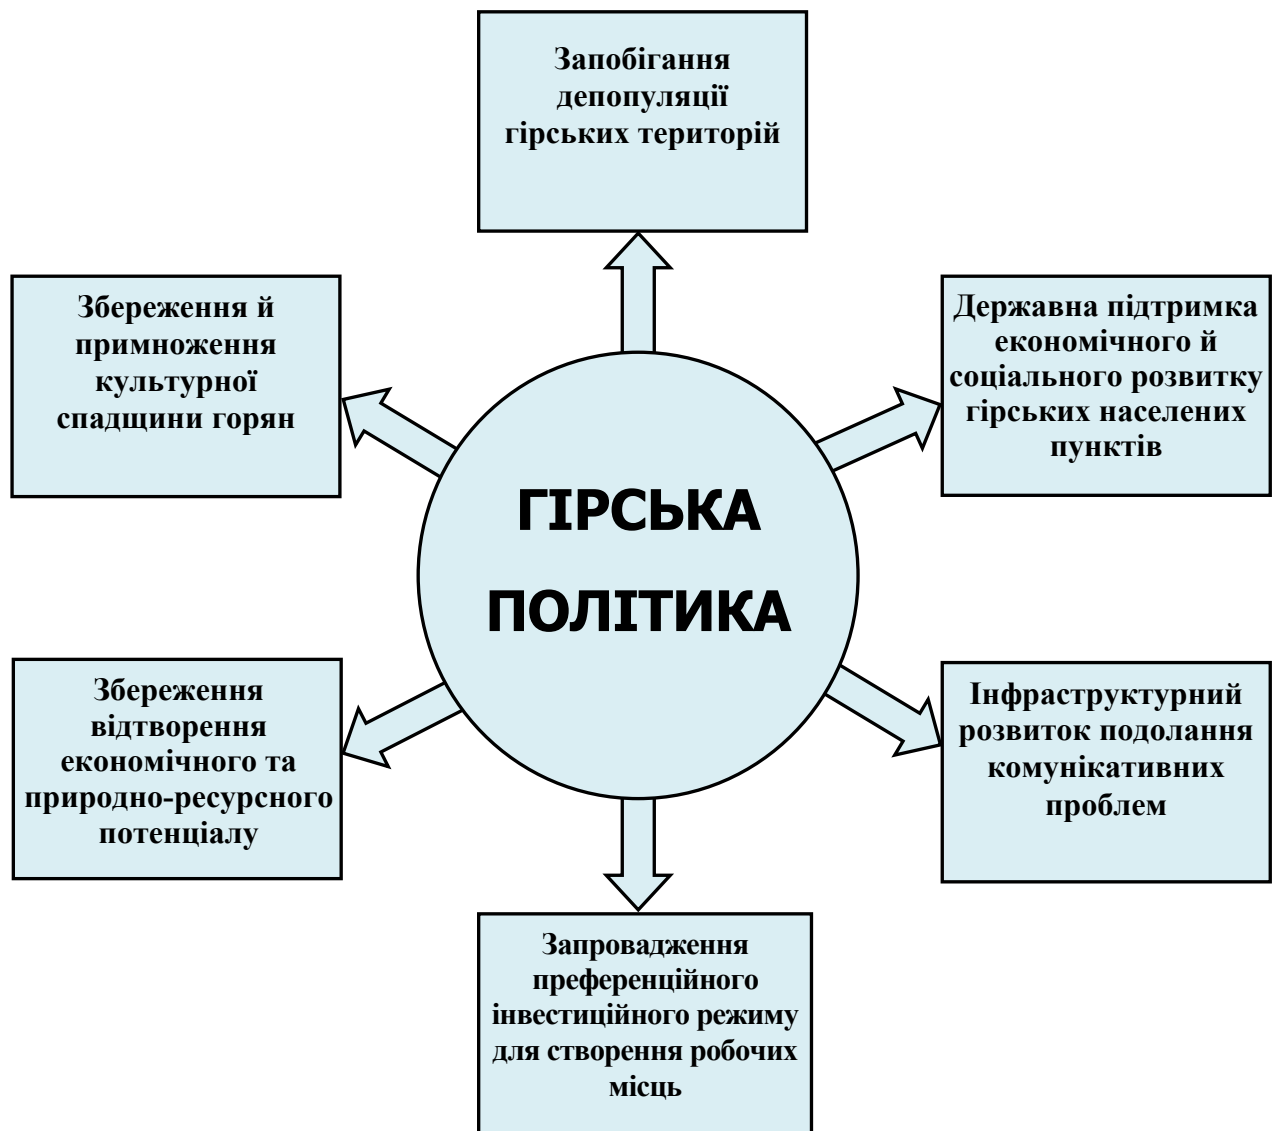 Запобігання
депопуляції
гірських територій
Збереження й
примноження
культурної
спадщини горян
Державна підтримка
економічного й
соціального розвитку
гірських населених
пунктів
ГІРСЬКА
ПОЛІТИКА
Збереження
відтворення
економічного та
природно-ресурсного
потенціалу
Інфраструктурний
розвиток подолання
комунікативних
проблем
Запровадження
преференційного
інвестиційного режиму
для створення робочих
місць